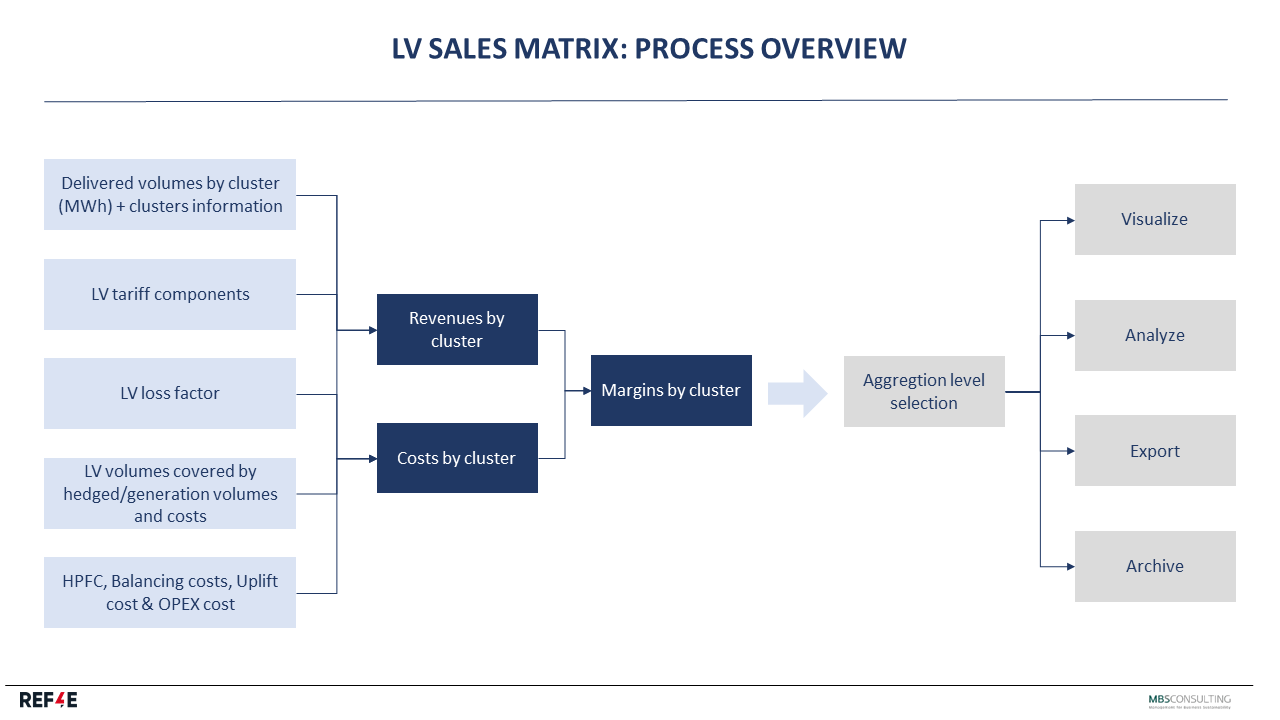 LV SALES MATRIX: PROCESS OVERVIEW
Delivered volumes by cluster
(MWh) + clusters information
LV tariff components
LV loss factor
LV volumes covered by
hedged/generation volumes
and costs
HPFC, Balancing costs, Uplift
cost & OPEX cost
Revenues by
cluster
Costs by cluster
Margins by cluster
Aggregtion level
selection
Visualize
Analyze
Export
Archive
REF4E
MBSCONSULTING
Management for Business Sustainability